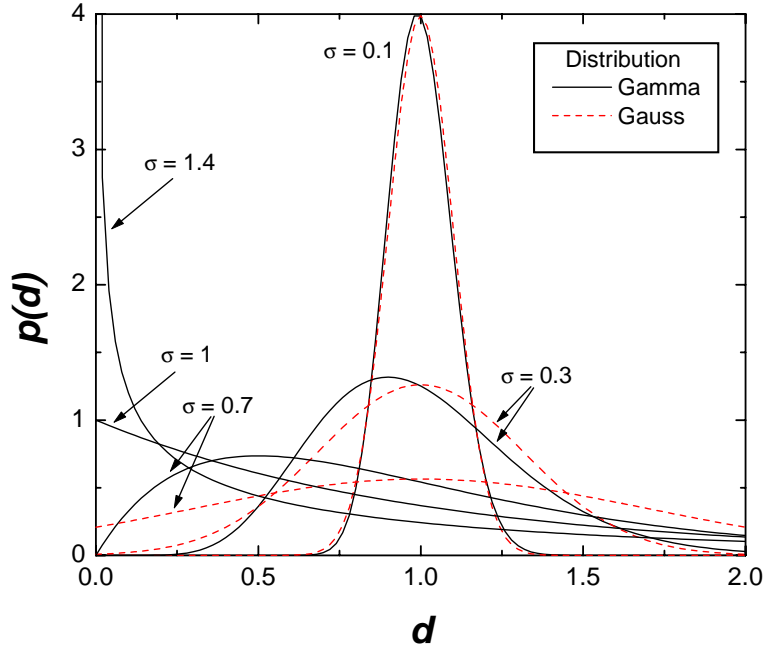 4
σ = 0.1
Distribution
Gamma
Gauss
3
σ = 1.4
p(d)
2
σ = 1
σ = 0.3
σ = 0.7
1
0
0.0
0.5
1.0
1.5
2.0
d